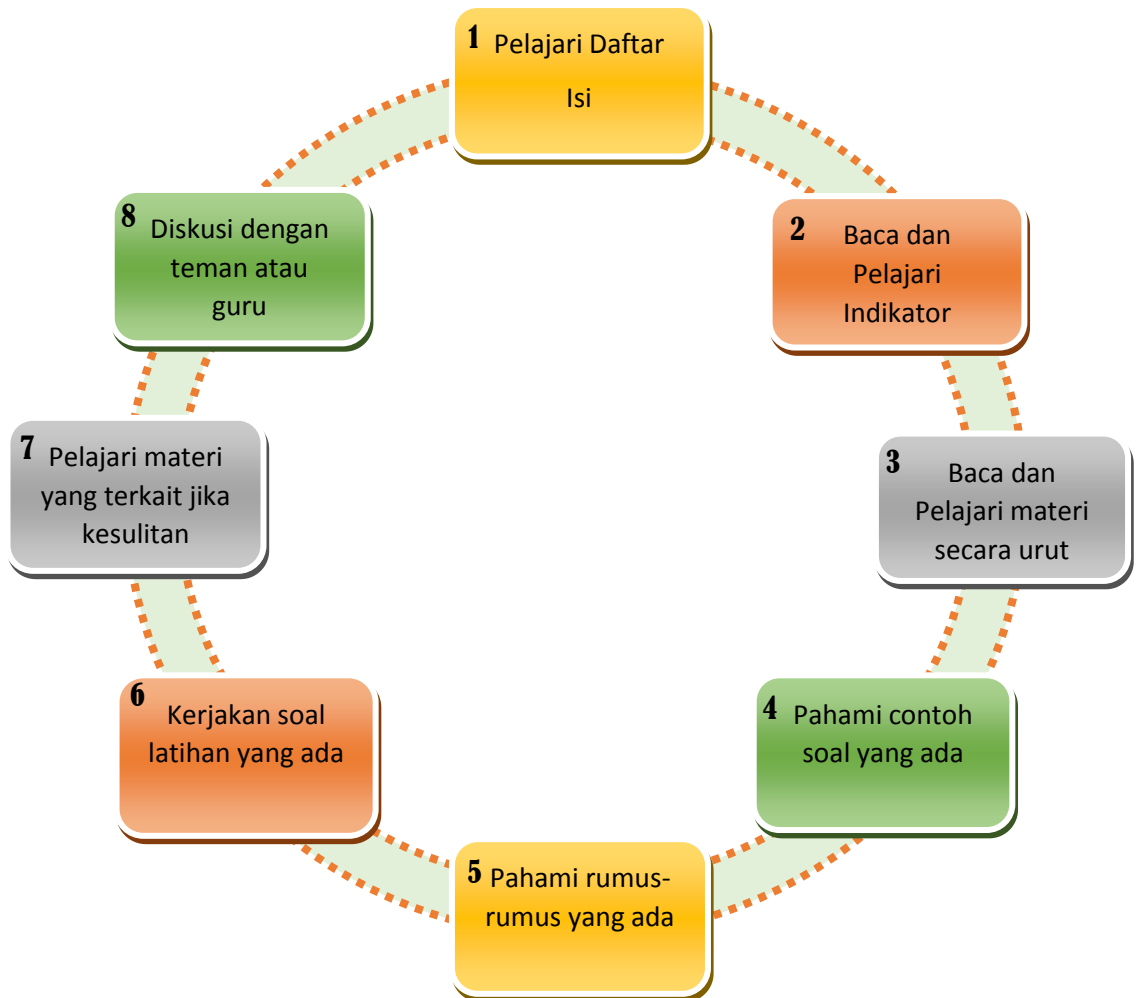 1 Pelajari Daftar
Isi
2 Baca dan
Pelajari
Indikator
3 Baca dan
Pelajari materi
secara urut
4 Pahami contoh
soal yang ada
5 Pahami rumus-
rumus yang ada
6 Kerjakan soal
latihan yang ada
7 Pelajari materi
yang terkait jika
kesulitan
8 Diskusi dengan
teman atau
guru